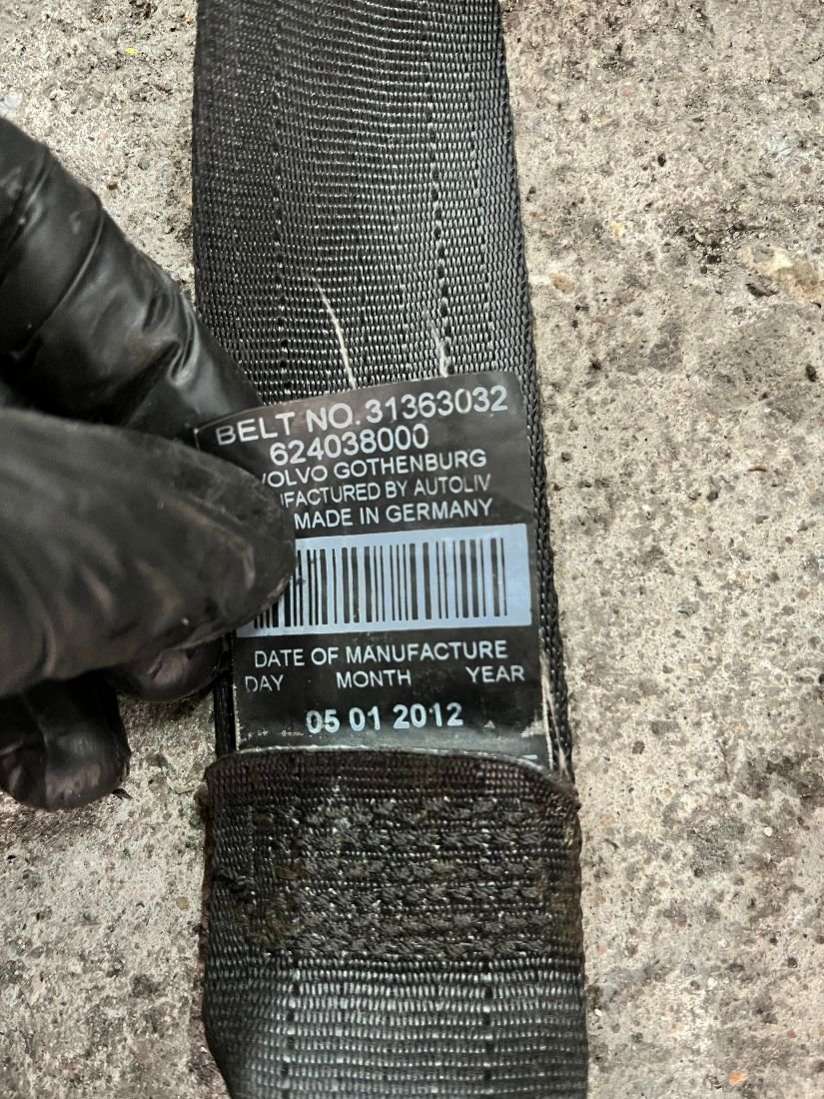 BELT NO. 31363032
624038000
VOLVO GOTHENBURG
BY AUTOLIV
MADE IN GERMANY
DATE OF MANUFACTURE
DAY MONTH YEAR
05 01 2012